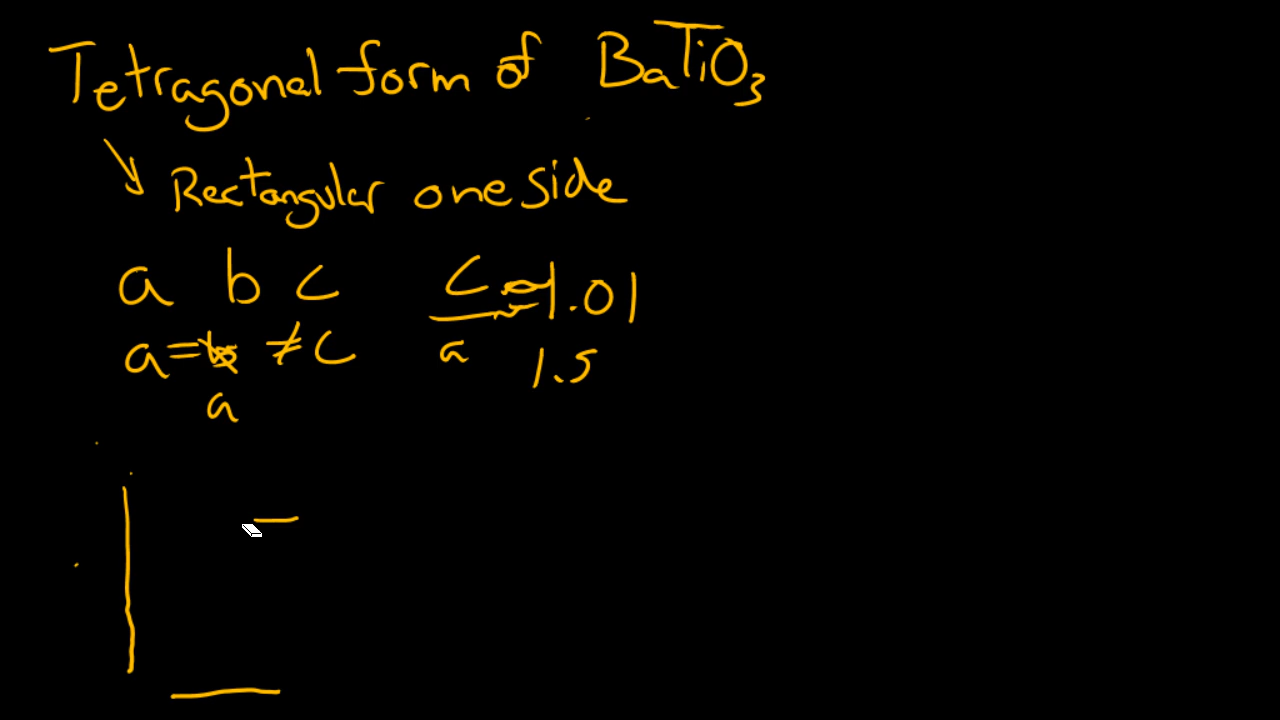 Tetragonal form of BaTiO₃
Rectangular one side
a b c c = 1.01
a = ≠ c a 1.5
a